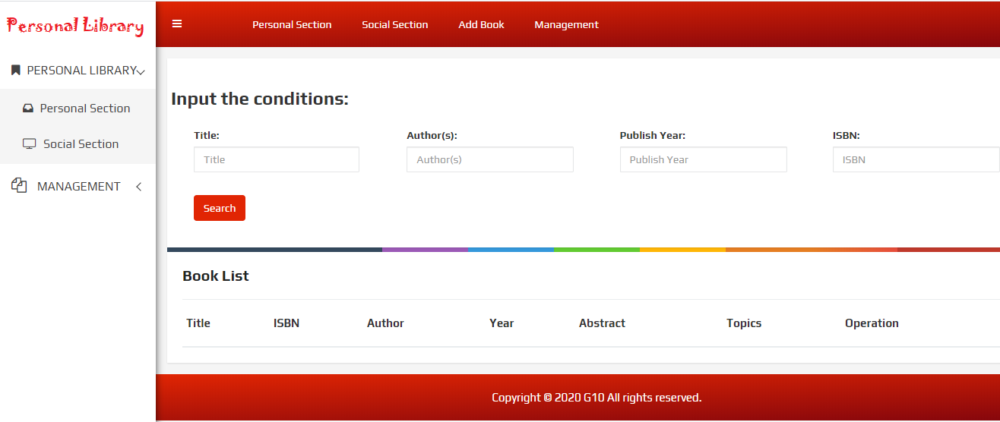 Personal Library
Personal Section Social Section Add Book Management
PERSONAL LIBRARY
Personal Section
Social Section
MANAGEMENT
Input the conditions:
Title: Author(s): Publish Year: ISBN:
Title Author(s) Publish Year ISBN
Search
Book List
Title ISBN Author Year Abstract Topics Operation
Copyright © 2020 G10 All rights reserved.